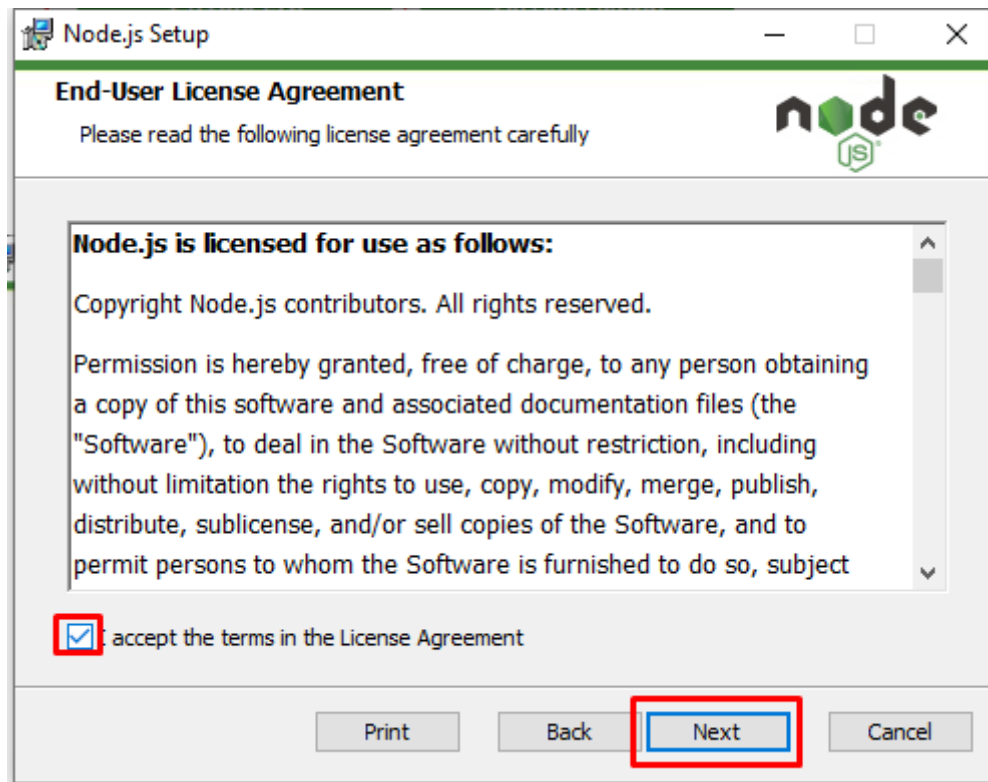 Node.js Setup
End-User License Agreement
Please read the following license agreement carefully
node
JS
Node.js is licensed for use as follows:
Copyright Node.js contributors. All rights reserved.
Permission is hereby granted, free of charge, to any person obtaining
a copy of this software and associated documentation files (the
"Software"), to deal in the Software without restriction, including
without limitation the rights to use, copy, modify, merge, publish,
distribute, sublicense, and/or sell copies of the Software, and to
permit persons to whom the Software is furnished to do so, subject
I accept the terms in the License Agreement
Print Back Next Cancel